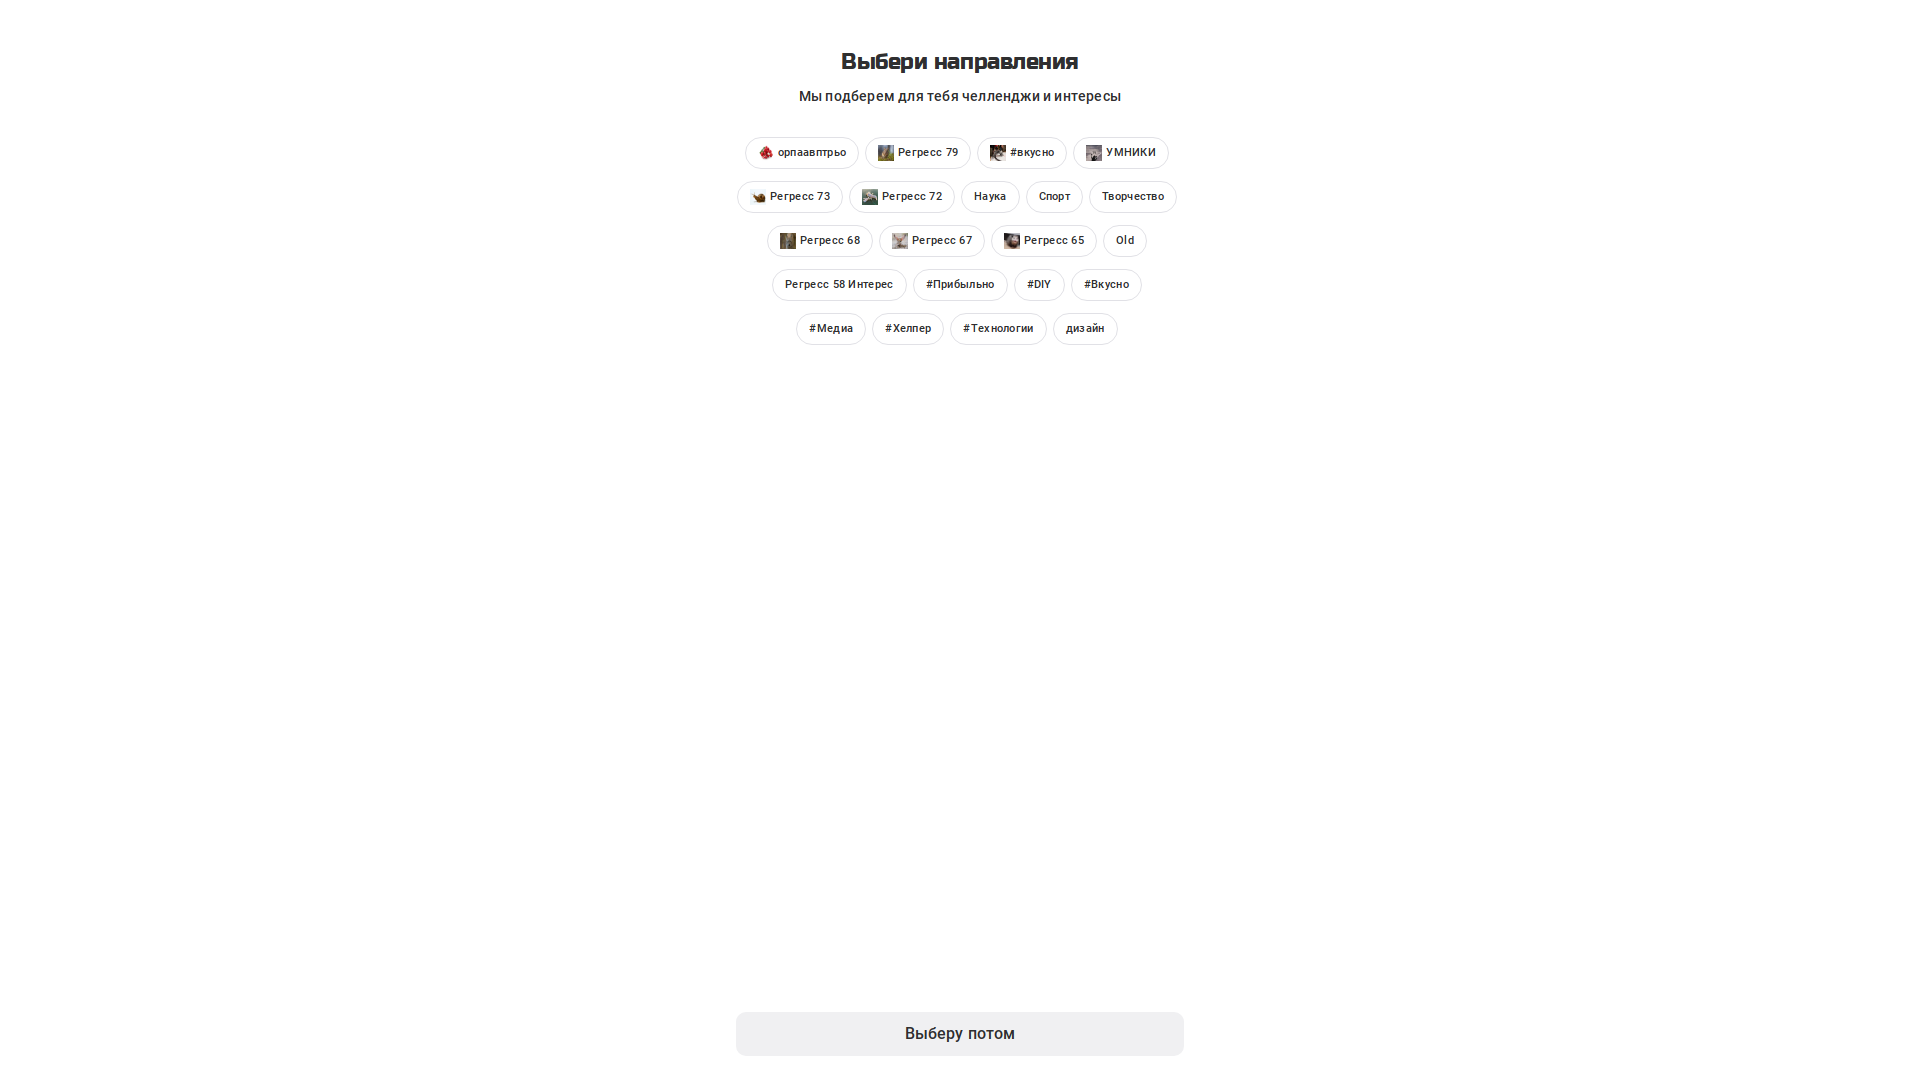 Выбери направления
Мы подберем для тебя челленджи и интересы
орпаавптрьо Регресс 79 #вкусно УМНИКИ
Регресс 73 Регресс 72 Наука Спорт Творчество
Регресс 68 Регресс 67 Регресс 65 Old
Регресс 58 Интерес #Прибыльно #DIY #Вкусно
#Медиа #Хелпер #Технологии дизайн
Выберу потом